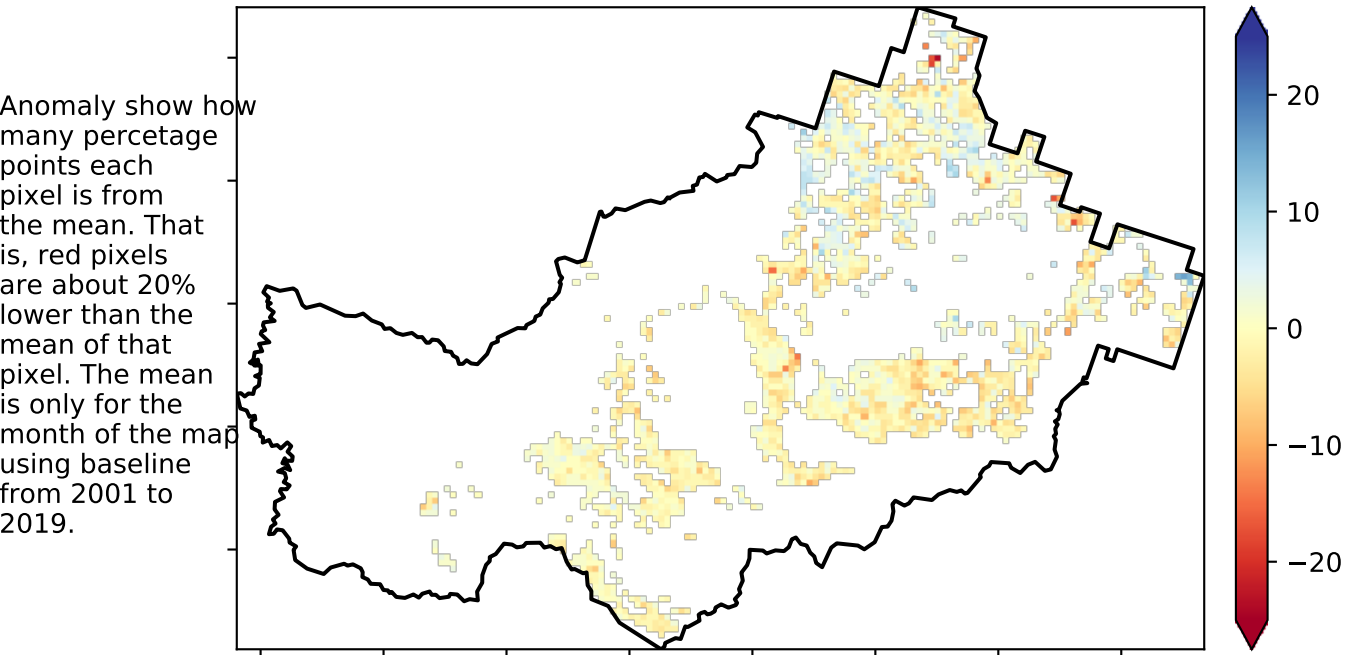 Anomaly show how
many percetage
points each
pixel is from
the mean. That
is, red pixels
are about 20%
lower than the
mean of that
pixel. The mean
is only for the
month of the map
using baseline
from 2001 to
2019.
20
10
0
−10
−20